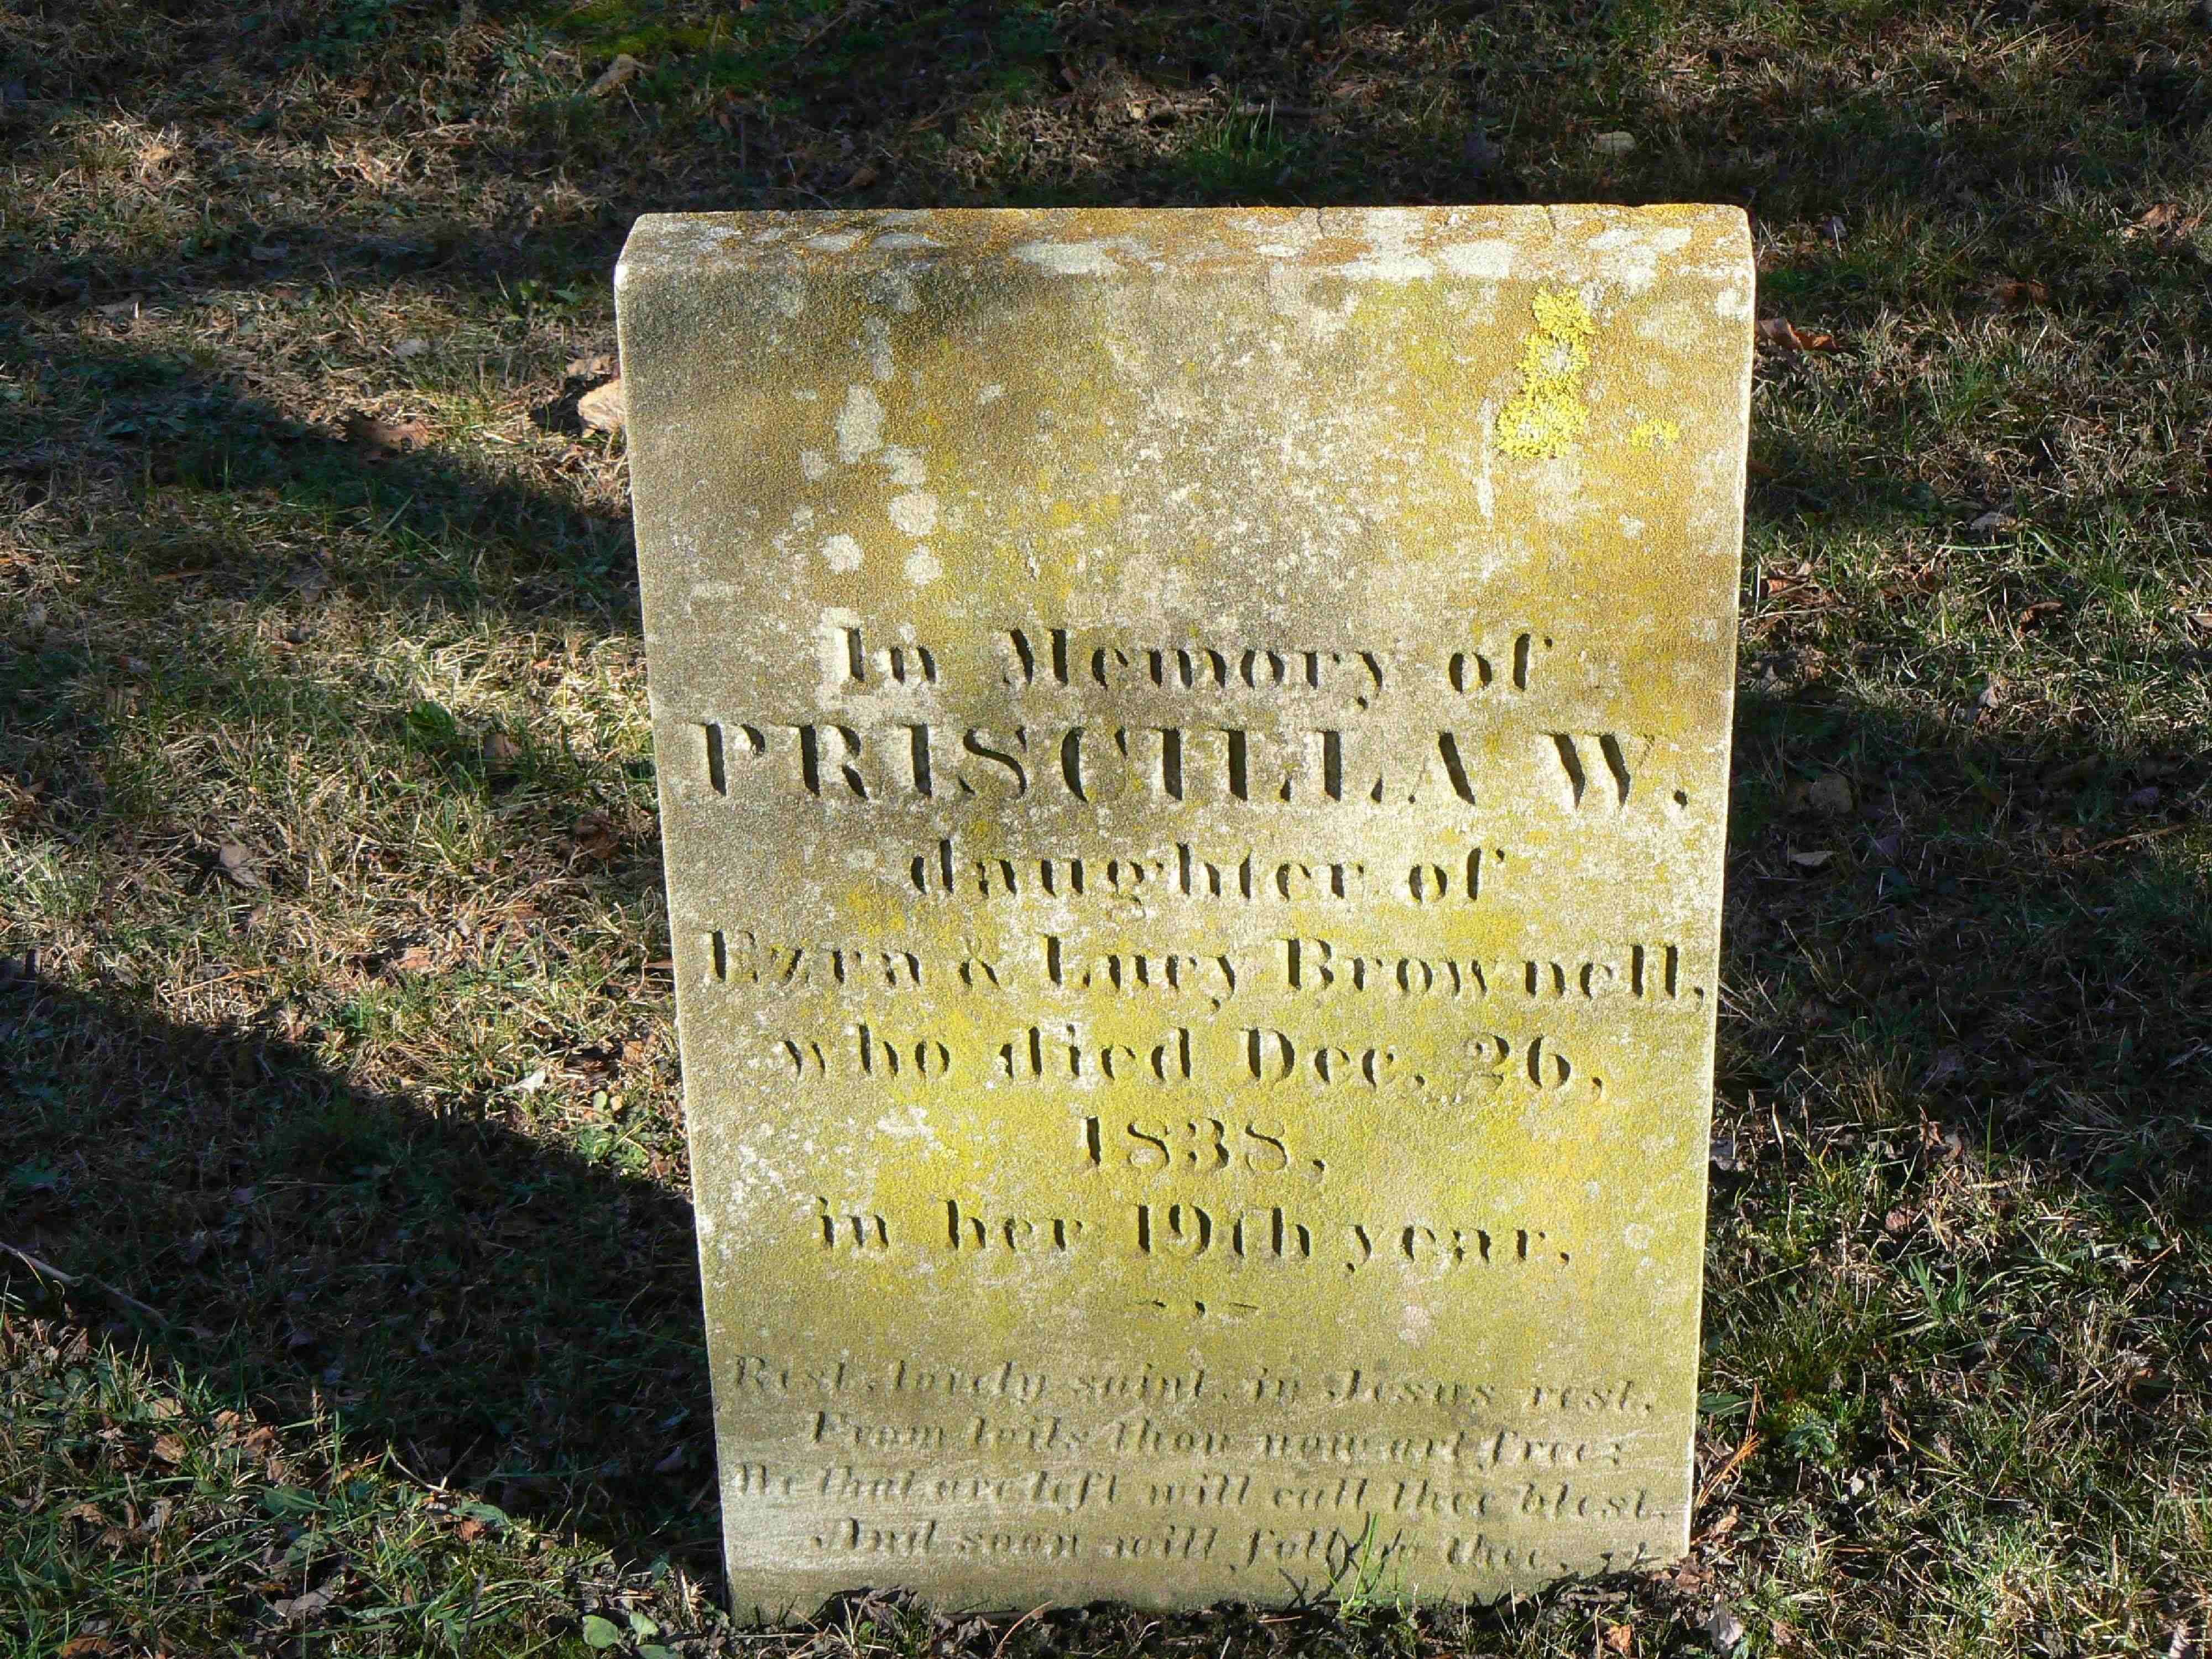 In Memory of
PRISCILLA W.
daughter of
Ezra & Lucy Brownell,
who died Dec. 26,
1838,
in her 19th year.
Rest, lovely saint, in Jesus rest,
From toils thou now art free;
We that are left will call thee blest,
And soon will follow thee.